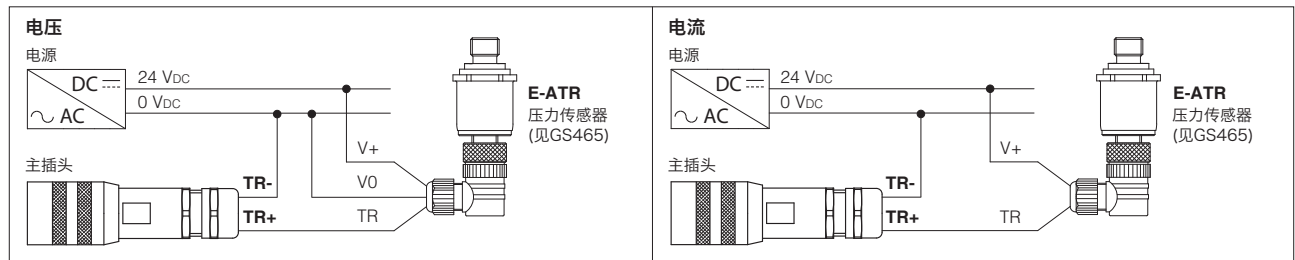 电压
电源
DC
AC
24 VDC
0 VDC
E-ATR
压力传感器
(见GS465)
主插头
TR-
TR+
V+
V0
TR
电流
电源
DC
AC
24 VDC
0 VDC
E-ATR
压力传感器
(见GS465)
主插头
TR-
TR+
V+
TR